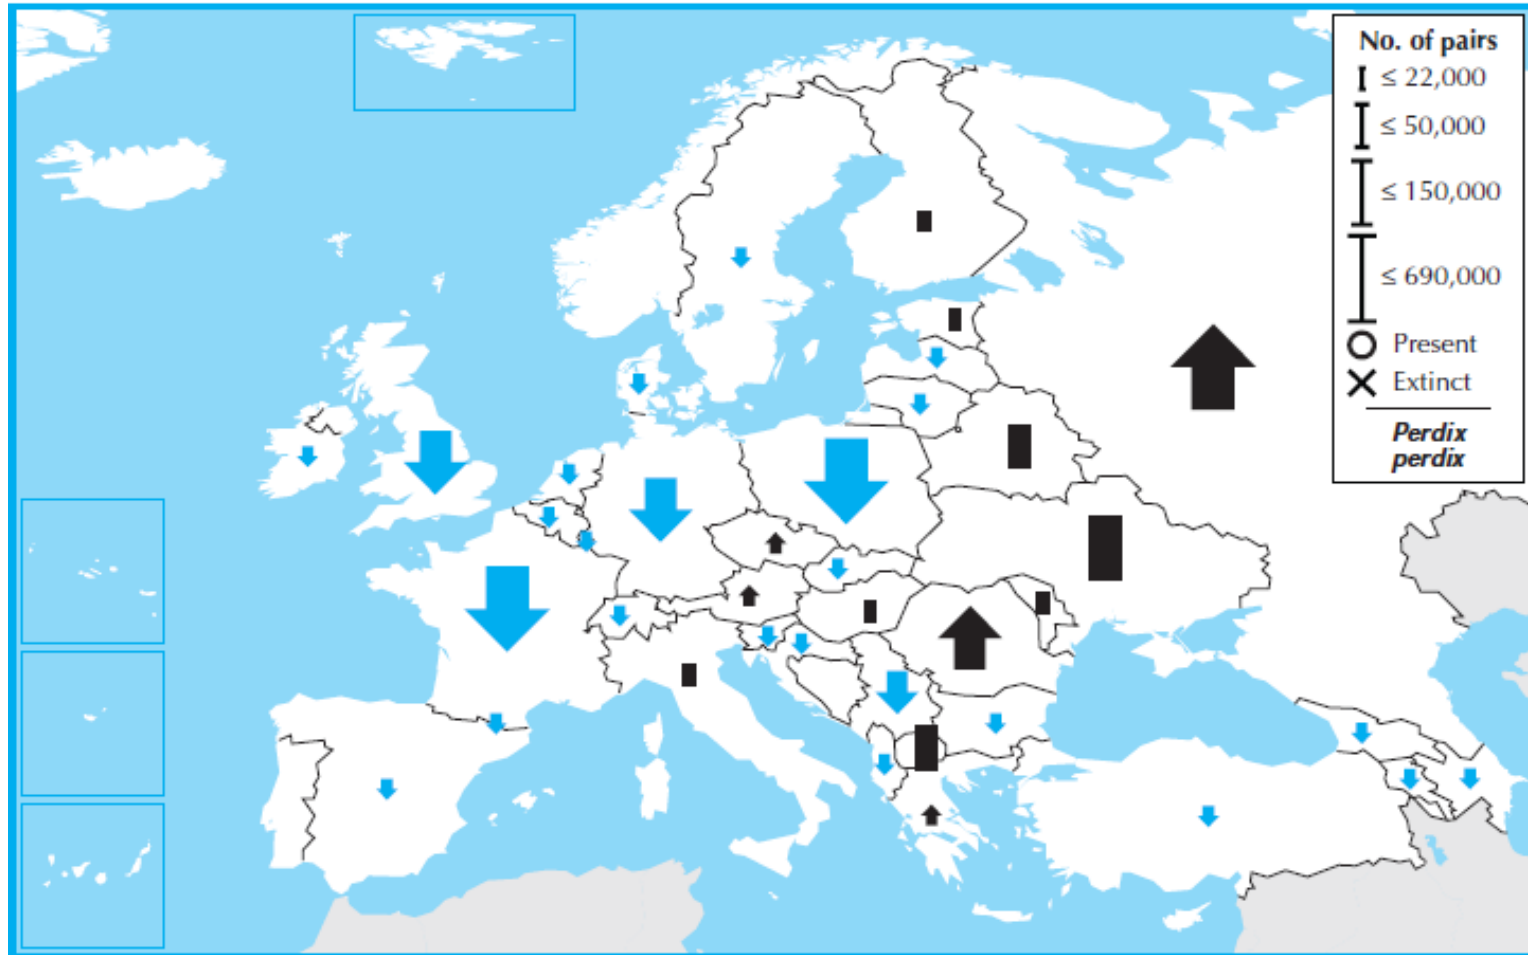 No. of pairs
≤ 22,000
≤ 50,000
≤ 150,000
≤ 690,000
Present
Extinct
Perdix
perdix